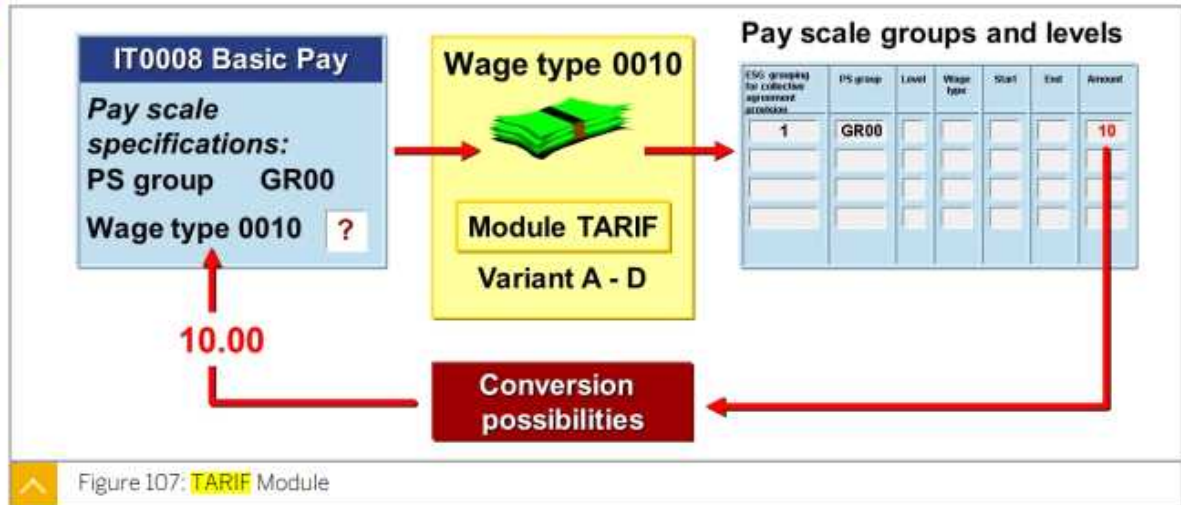 IT0008 Basic Pay
Pay scale
specifications:
PS group GR00
Wage type 0010 ?
Wage type 0010
Module TARIF
Variant A - D
Pay scale groups and levels
ESG grouping
for collective
agreement
provision
PS group
Level
Wage
type
Start
End
Amount
1 GR00 10
10.00
Conversion
possibilities
Figure 107: TARIF Module